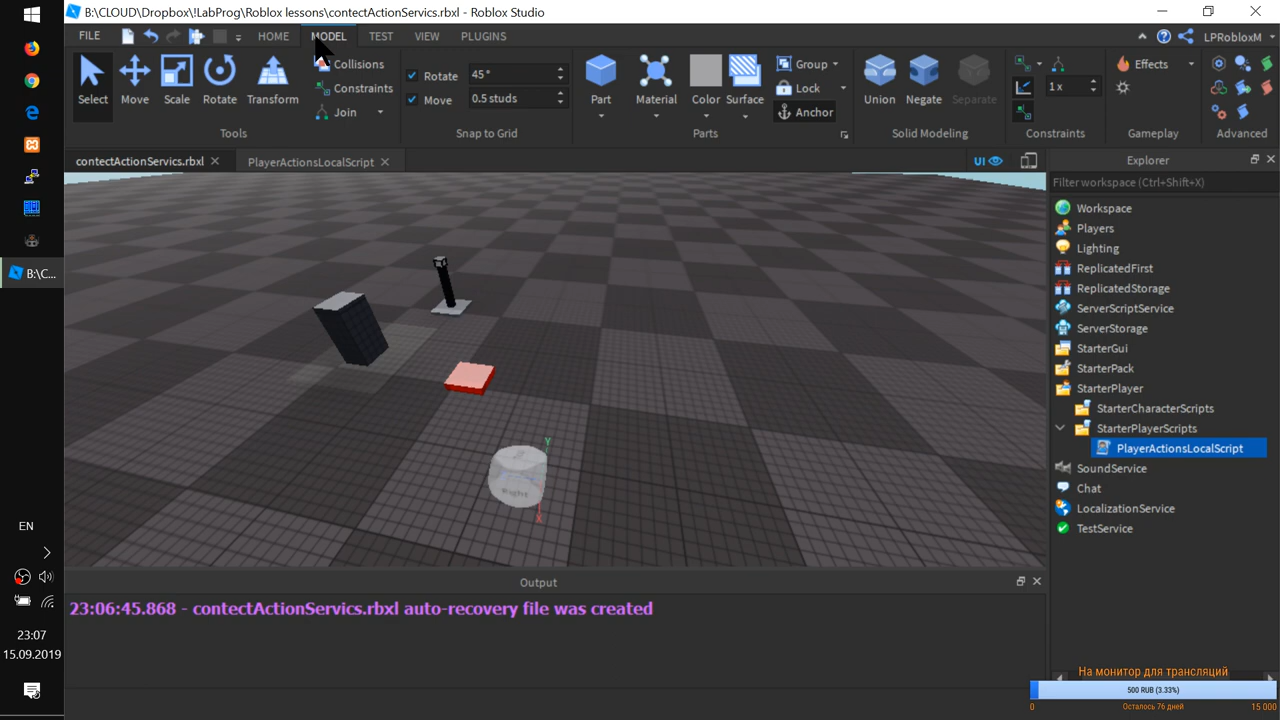 B:\CLOUD\Dropbox\!LabProg\Roblox lessons\contectActionServics.rbxl - Roblox Studio
FILE
HOME
MODEL
TEST
VIEW
PLUGINS
LPRobloxM
Select
Move
Scale
Rotate
Transform
Collisions
Constraints
Join
Tools
Rotate
45°
Move
0.5 studs
Snap to Grid
Part
Material
Color
Surface
Group
Lock
Anchor
Parts
Union
Negate
Separate
Solid Modeling
1 x
Constraints
Effects
Gameplay
Advanced
contectActionServics.rbxl
PlayerActionsLocalScript
UI
Explorer
Filter workspace (Ctrl+Shift+X)
Workspace
Players
Lighting
ReplicatedFirst
ReplicatedStorage
ServerScriptService
ServerStorage
StarterGui
StarterPack
StarterPlayer
StarterCharacterScripts
StarterPlayerScripts
PlayerActionsLocalScript
SoundService
Chat
LocalizationService
TestService
Y
Right
X
Output
23:06:45.868 - contectActionServics.rbxl auto-recovery file was created
B:\C...
EN
23:07
15.09.2019
На монитор для трансляций
500 RUB (3.33%)
0
Осталось 76 дней
15 000